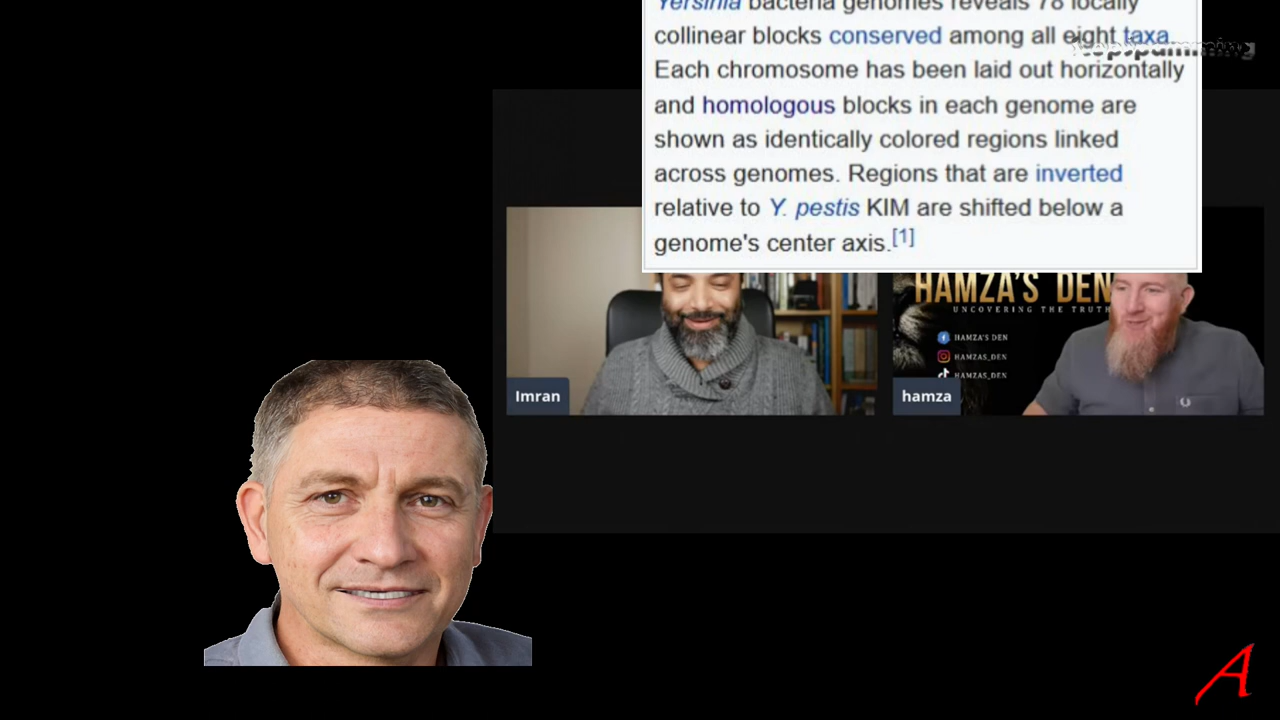 Yersinia bacteria genomes reveals 78 locally
collinear blocks conserved among all eight taxa.
Each chromosome has been laid out horizontally
and homologous blocks in each genome are
shown as identically colored regions linked
across genomes. Regions that are inverted
relative to Y. pestis KIM are shifted below a
genome's center axis.[1]
HAMZA'S DEN
UNCOVERING THE TRUTH
HAMZA'S DEN
HAMZAS_DEN
HAMZAS_DEN
Imran
hamza
A